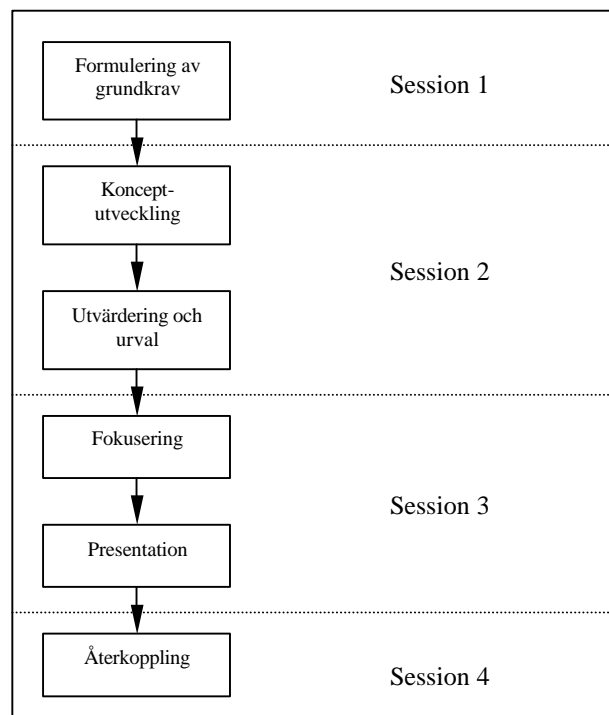 Formulering av
grundkrav
Session 1
Koncept-
utveckling
Session 2
Utvärdering och
urval
Fokusering
Session 3
Presentation
Återkoppling
Session 4